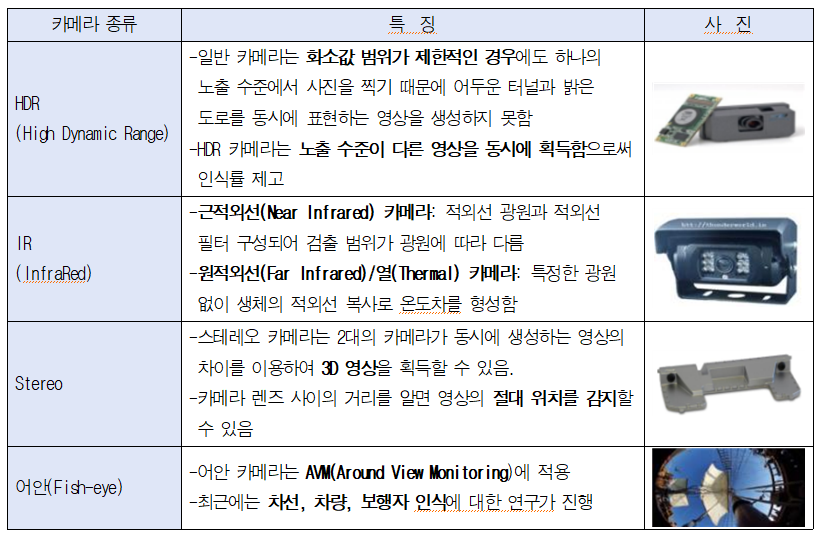 카메라 종류
특 징
사 진
HDR
(High Dynamic Range)
-일반 카메라는 화소값 범위가 제한적인 경우에도 하나의
노출 수준에서 사진을 찍기 때문에 어두운 터널과 밝은
도로를 동시에 표현하는 영상을 생성하지 못함
-HDR 카메라는 노출 수준이 다른 영상을 동시에 획득함으로써
인식률 제고
IR
(InfraRed)
-근적외선(Near Infrared) 카메라: 적외선 광원과 적외선
필터 구성되어 검출 범위가 광원에 따라 다름
-원적외선(Far Infrared)/열(Thermal) 카메라: 특정한 광원
없이 생체의 적외선 복사로 온도차를 형성함
http://thunderworld.in
Stereo
-스테레오 카메라는 2대의 카메라가 동시에 생성하는 영상의
차이를 이용하여 3D 영상을 획득할 수 있음.
-카메라 렌즈 사이의 거리를 알면 영상의 절대 위치를 감지할
수 있음
어안(Fish-eye)
-어안 카메라는 AVM(Around View Monitoring)에 적용
-최근에는 차선, 차량, 보행자 인식에 대한 연구가 진행